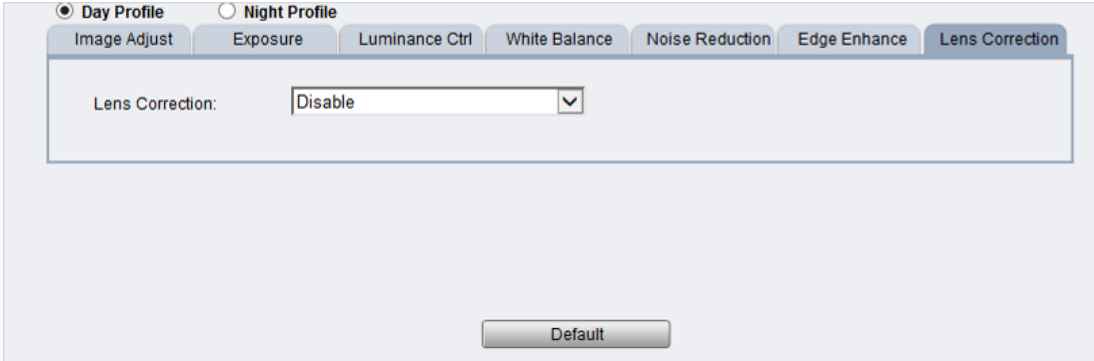 Day Profile Night Profile
Image Adjust Exposure Luminance Ctrl White Balance Noise Reduction Edge Enhance Lens Correction
Lens Correction: Disable
Default